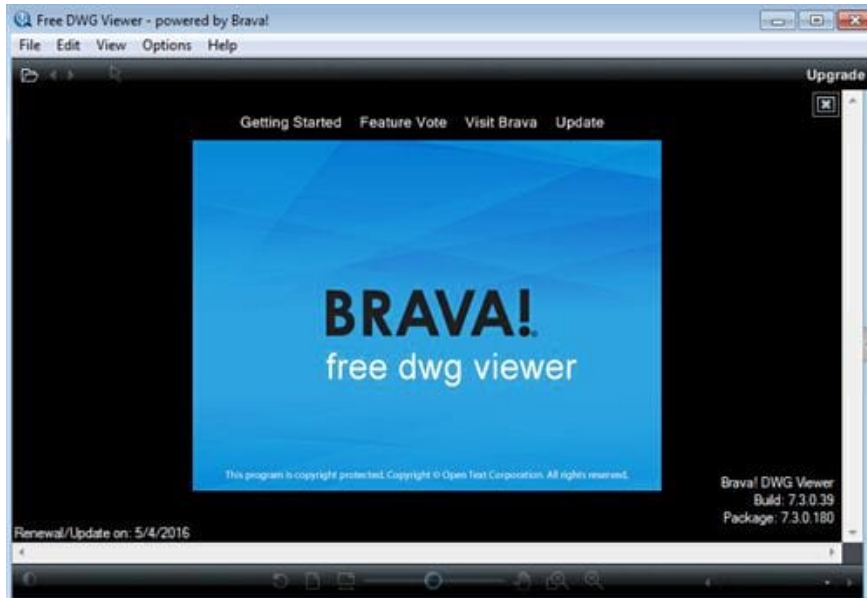 Free DWG Viewer - powered by Brava!
File Edit View Options Help
Upgrade
Getting Started Feature Vote Visit Brava Update
BRAVA!
free dwg viewer
This program is copyright protected. Copyright © Open Text Corporation. All rights reserved.
Brava! DWG Viewer
Build: 7.3.0.39
Package: 7.3.0.180
Renewal/Update on: 5/4/2016